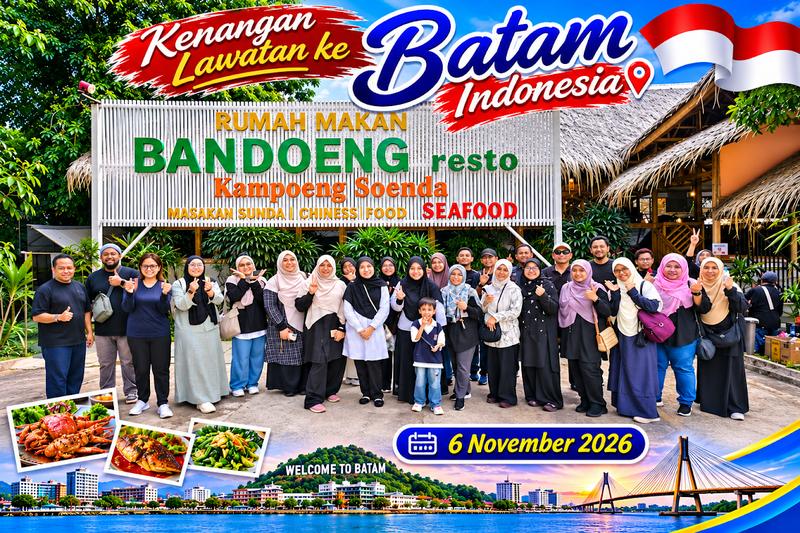 Kenangan
Lawatan ke
Batam
Indonesia
RUMAH MAKAN
BANDOENG resto
Kampoeng Soenda
MASAKAN SUNDA | CHINESS | FOOD SEAFOOD
6 November 2026
WELCOME TO BATAM